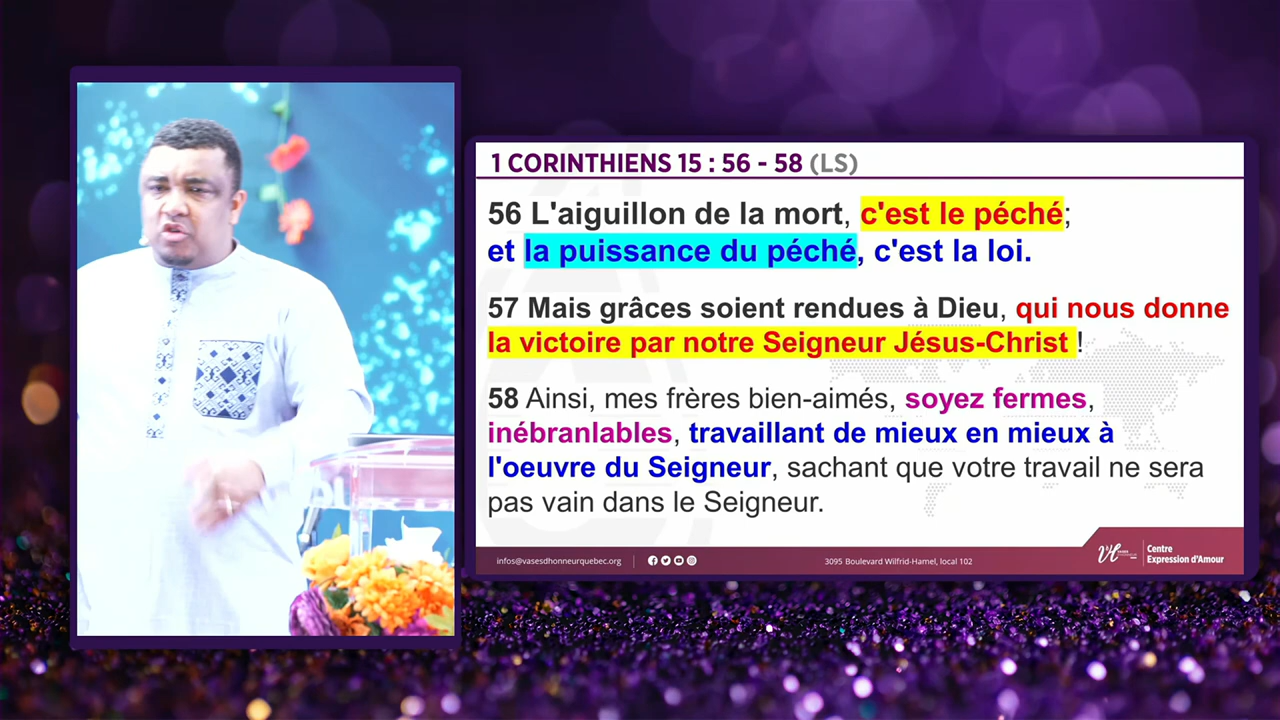 1 CORINTHIENS 15 : 56 - 58 (LS)
56 L'aiguillon de la mort, c'est le péché;
et la puissance du péché, c'est la loi.
57 Mais grâces soient rendues à Dieu, qui nous donne
la victoire par notre Seigneur Jésus-Christ !
58 Ainsi, mes frères bien-aimés, soyez fermes,
inébranlables, travaillant de mieux en mieux à
l'oeuvre du Seigneur, sachant que votre travail ne sera
pas vain dans le Seigneur.
infos@vasesdhonneurquebec.org
3095 Boulevard Wilfrid-Hamel, local 102
Centre
Expression d'Amour